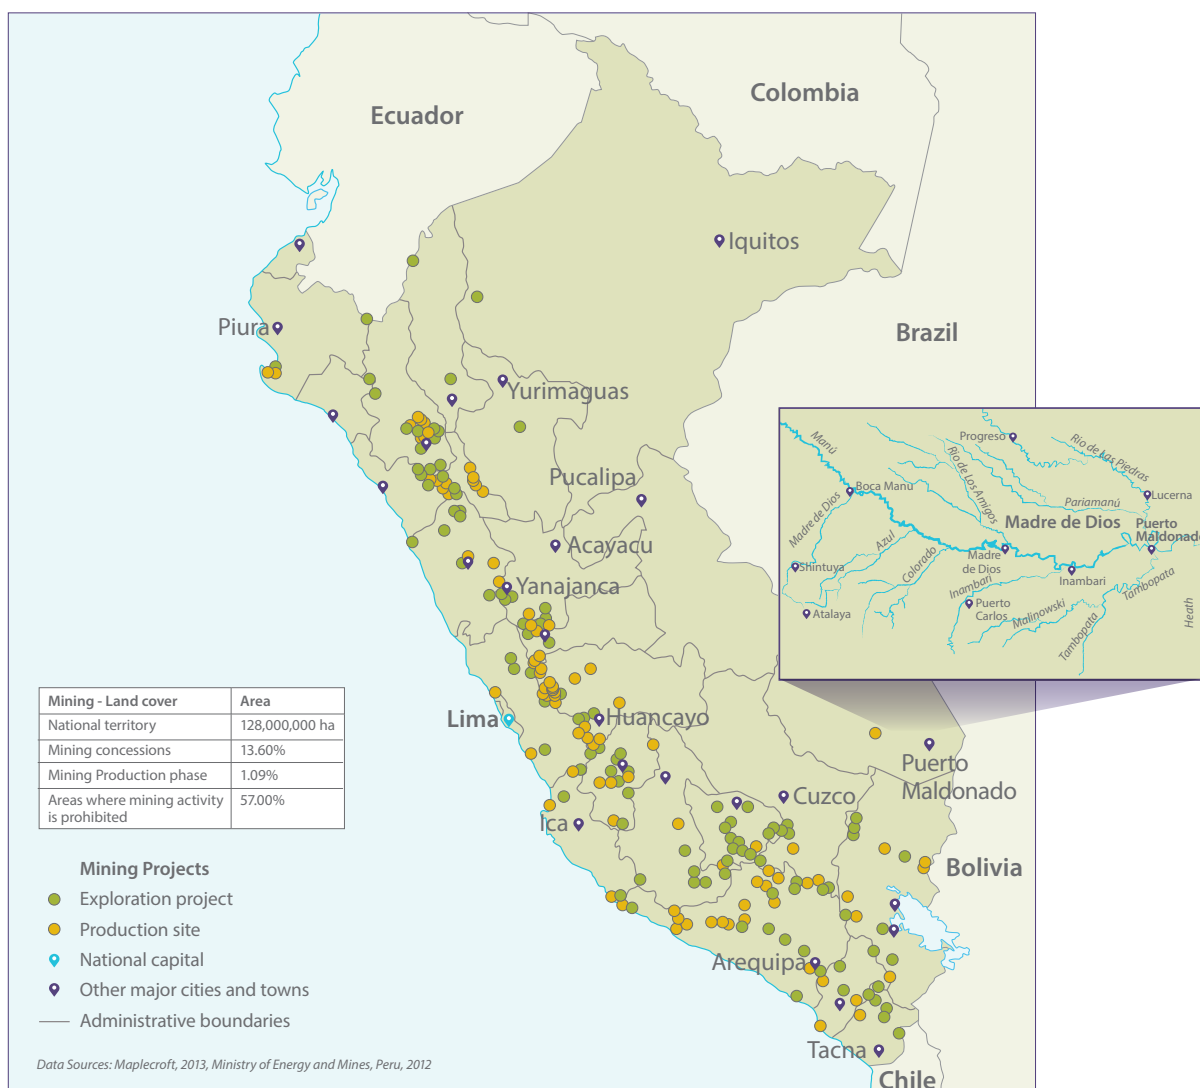 Colombia
Ecuador
Iquitos
Piura
Brazil
Yurimaguas
Pucalipa
Acayacu
Yanajanca
Lima
Huancayo
Puerto
Maldonado
Cuzco
Ica
Bolivia
Arequipa
Tacna
Chile
Manú
Progreso
Río de Las Piedras
Boca Manu
Río de Los Amigos
Lucerna
Pariamanú
Madre de Dios
Madre de Dios
Puerto
Maldonado
Azul
Colorado
Madre
de Dios
Shintuya
Inambari
Inambari
Tambopata
Atalaya
Puerto
Carlos
Malinowski
Tambopata
Heath
Mining - Land cover Area
National territory 128,000,000 ha
Mining concessions 13.60%
Mining Production phase 1.09%
Areas where mining activity 57.00%
is prohibited
Mining Projects
Exploration project
Production site
National capital
Other major cities and towns
Administrative boundaries
Data Sources: Maplecroft, 2013, Ministry of Energy and Mines, Peru, 2012